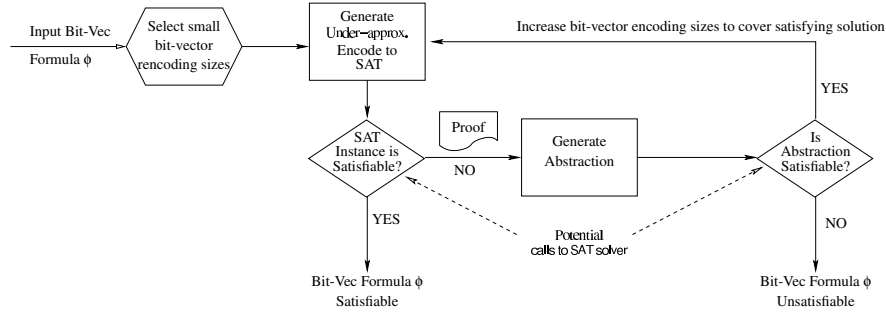 Input Bit-Vec
Formula ϕ
Select small
bit-vector
rencoding sizes
Generate
Under-approx.
Encode to
SAT
Increase bit-vector encoding sizes to cover satisfying solution
YES
SAT
Instance is
Satisfiable?
Proof
NO
Generate
Abstraction
Is
Abstraction
Satisfiable?
YES
NO
Potential
calls to SAT solver
Bit-Vec Formula ϕ
Satisfiable
Bit-Vec Formula ϕ
Unsatisfiable